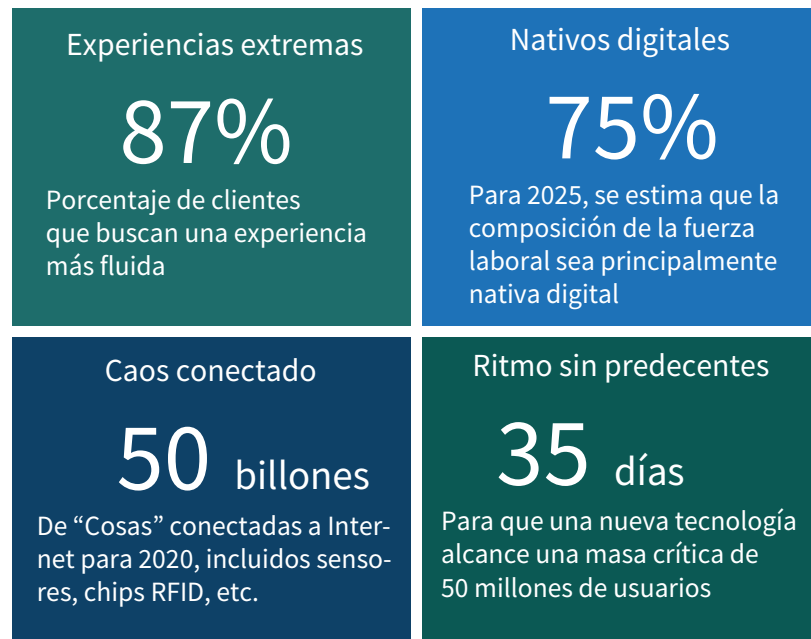 Experiencias extremas
87%
Porcentaje de clientes
que buscan una experiencia
más fluida
Nativos digitales
75%
Para 2025, se estima que la
composición de la fuerza
laboral sea principalmente
nativa digital
Caos conectado
50 billones
De “Cosas” conectadas a Inter-
net para 2020, incluidos senso-
res, chips RFID, etc.
Ritmo sin predecentes
35 días
Para que una nueva tecnología
alcance una masa crítica de
50 millones de usuarios